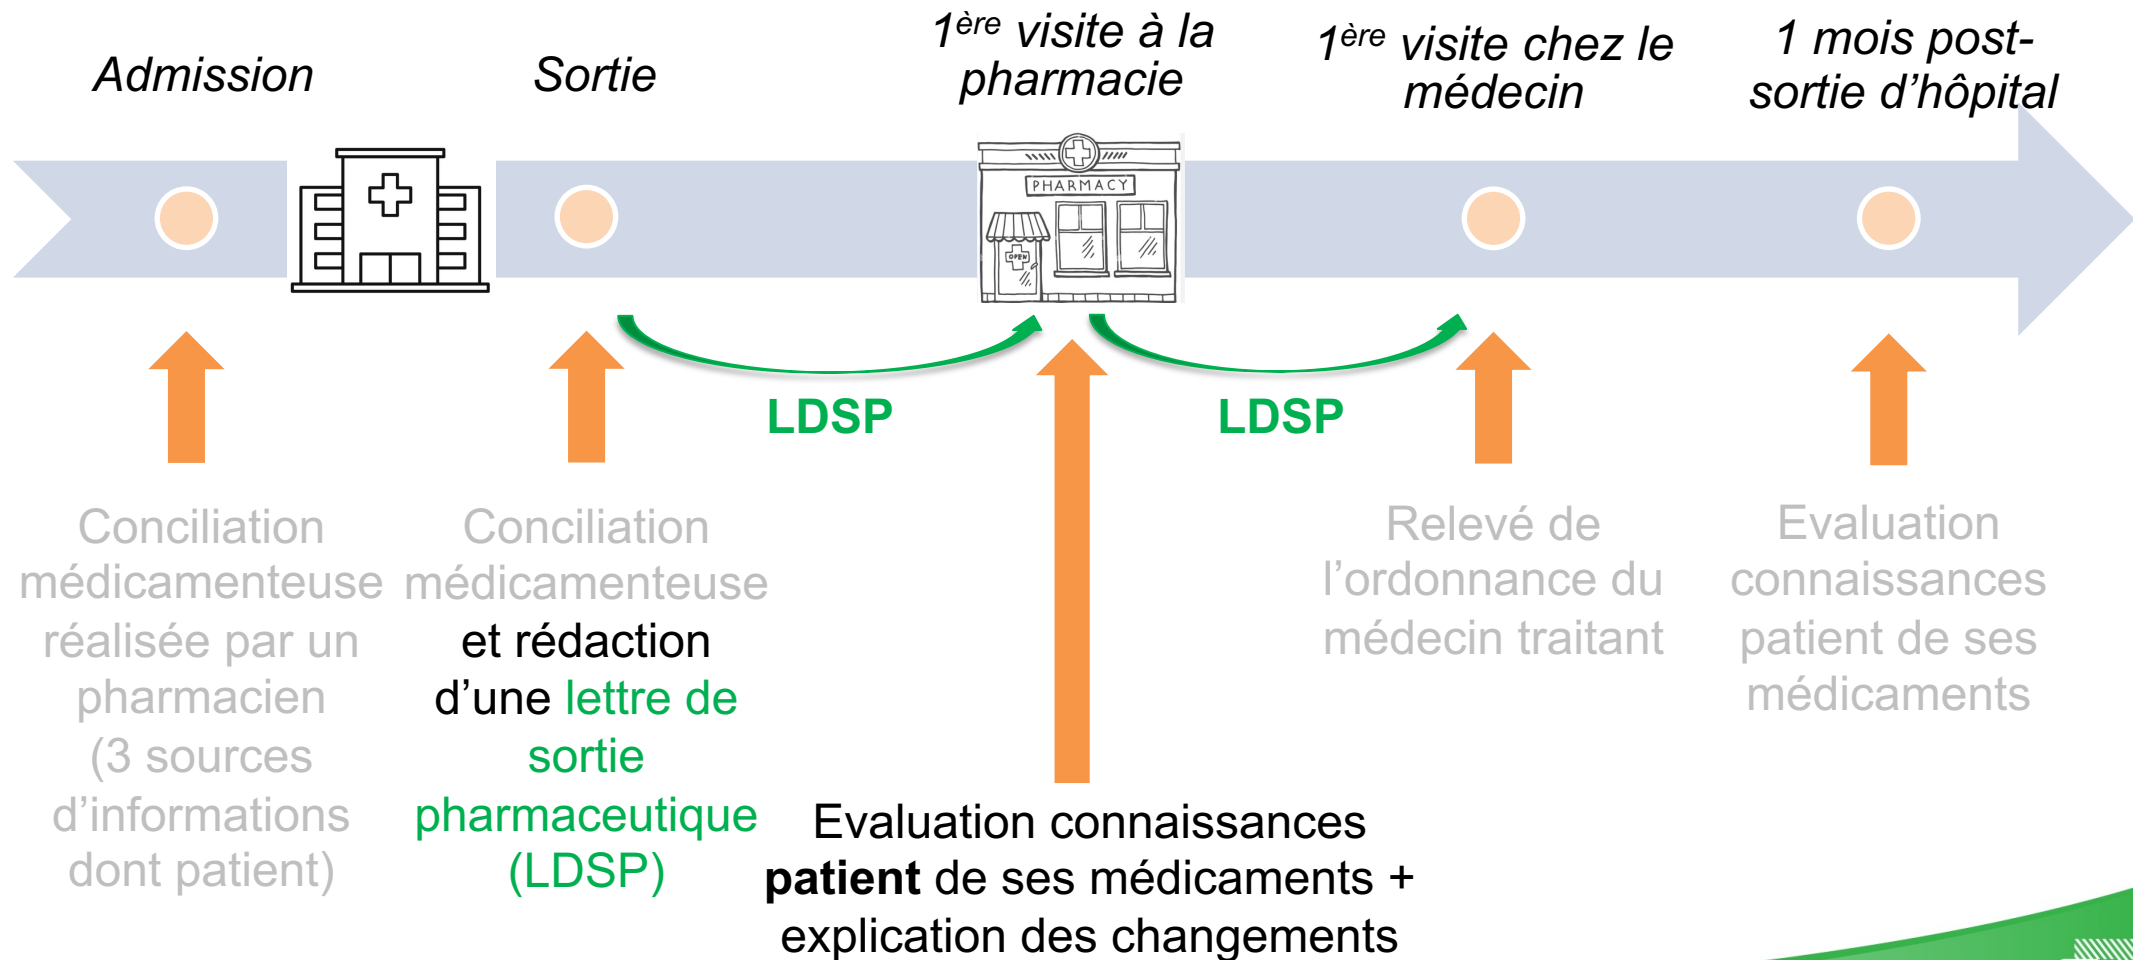 Admission
Sortie
1ère visite à la
pharmacie
1ère visite chez le
médecin
1 mois post-
sortie d’hôpital
PHARMACY
OPEN
LDSP
LDSP
Conciliation
médicamenteuse
réalisée par un
pharmacien
(3 sources
d’informations
dont patient)
Conciliation
médicamenteuse
et rédaction
d’une lettre de
sortie
pharmaceutique
(LDSP)
Evaluation connaissances
patient de ses médicaments +
explication des changements
Relevé de
l’ordonnance du
médecin traitant
Evaluation
connaissances
patient de ses
médicaments